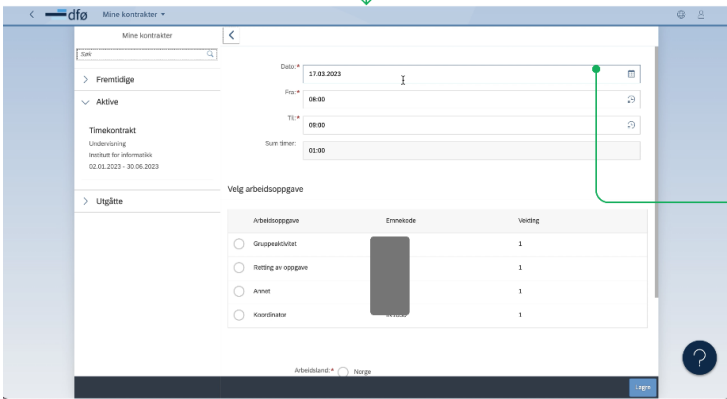 dfø Mine kontrakter
Mine kontrakter
Søk
Fremtidige
Aktive
Timekontrakt
Undervisning
Institutt for informatikk
02.01.2023 - 30.06.2023
Utgåtte
Dato:* 17.03.2023
Fra:* 08:00
Til:* 09:00
Sum timer: 01:00
Velg arbeidsoppgave
Arbeidsoppgave Emnekode Vekting
Gruppeaktivitet 1
Retting av oppgave 1
Annet 1
Koordinator 1
Arbeidsland:* Norge
Lagre
?